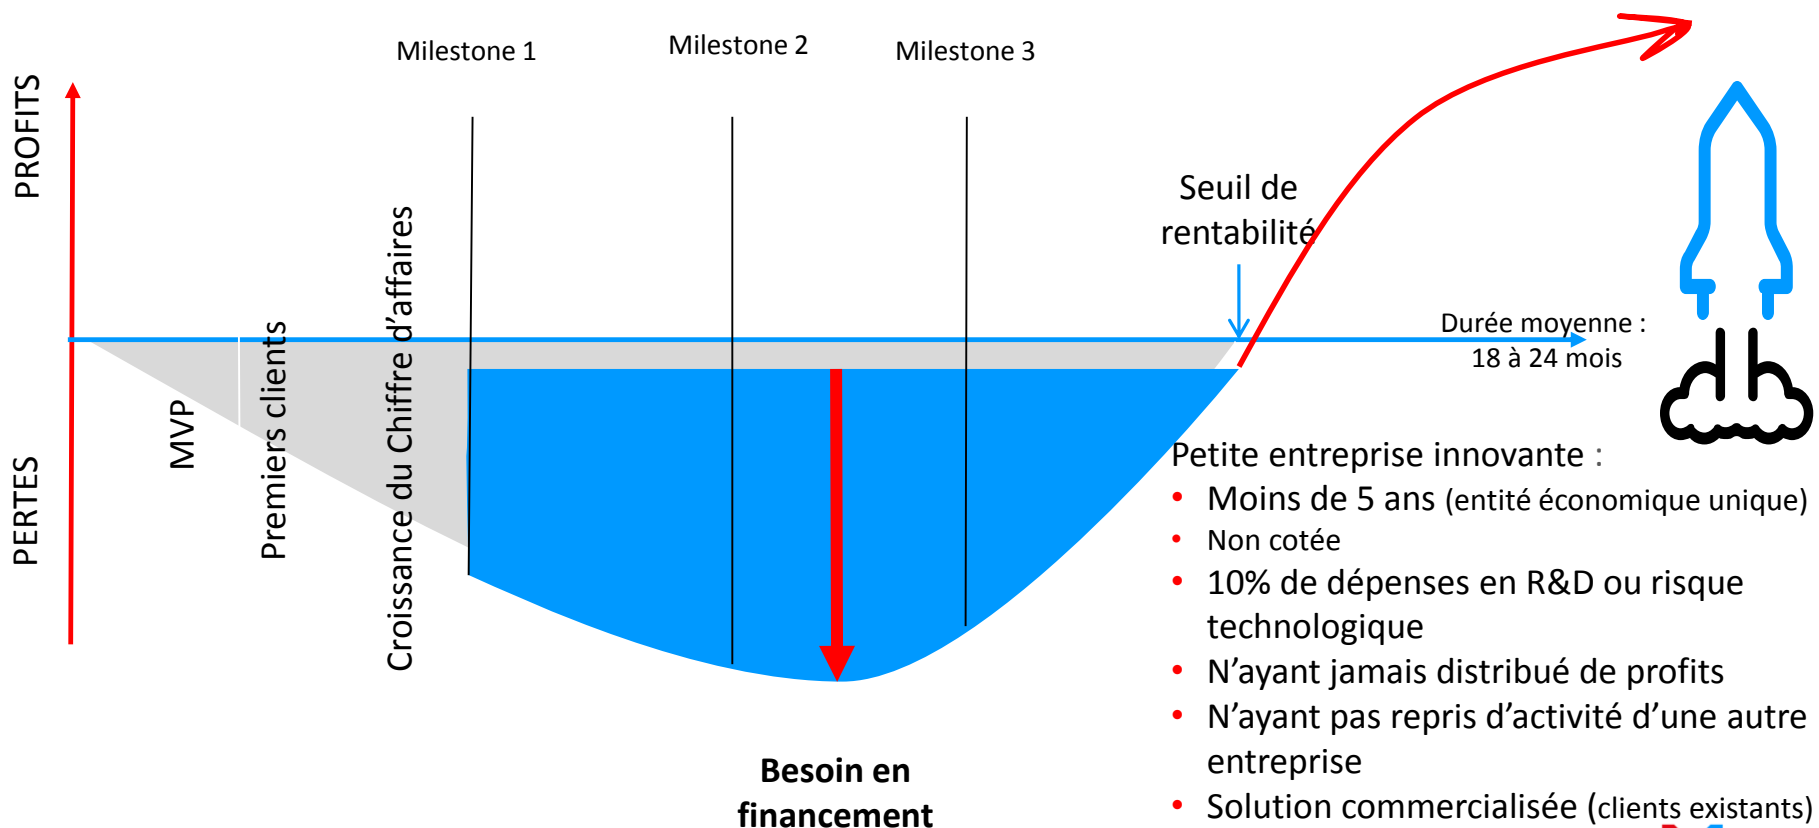 Milestone 1
Milestone 2
Milestone 3
PROFITS
PERTES
MVP
Premiers clients
Croissance du Chiffre d’affaires
Seuil de
rentabilité
Durée moyenne :
18 à 24 mois
Besoin en
financement
Petite entreprise innovante :
• Moins de 5 ans (entité économique unique)
• Non cotée
• 10% de dépenses en R&D ou risque
technologique
• N’ayant jamais distribué de profits
• N’ayant pas repris d’activité d’une autre
entreprise
• Solution commercialisée (clients existants)